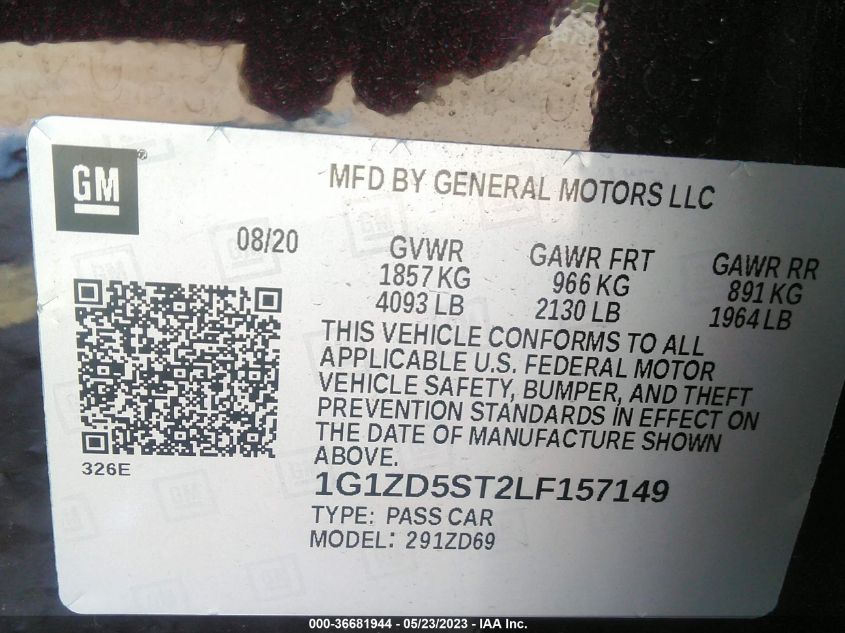 GM®
MFD BY GENERAL MOTORS LLC
08/20
GVWR
1857 KG
4093 LB
GAWR FRT
966 KG
2130 LB
GAWR RR
891 KG
1964 LB
THIS VEHICLE CONFORMS TO ALL
APPLICABLE U.S. FEDERAL MOTOR
VEHICLE SAFETY, BUMPER, AND THEFT
PREVENTION STANDARDS IN EFFECT ON
THE DATE OF MANUFACTURE SHOWN
ABOVE.
326E
1G1ZD5ST2LF157149
TYPE: PASS CAR
MODEL: 291ZD69
000-36681944 - 05/23/2023 - IAA Inc.